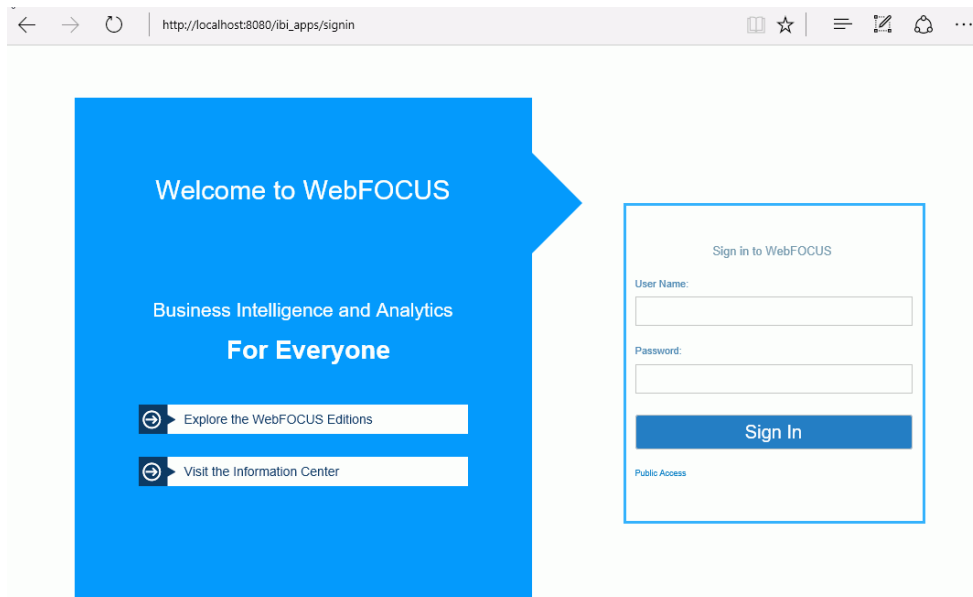 http://localhost:8080/ibi_apps/signin
Welcome to WebFOCUS
Business Intelligence and Analytics
For Everyone
Explore the WebFOCUS Editions
Visit the Information Center
Sign in to WebFOCUS
User Name:
Password:
Sign In
Public Access